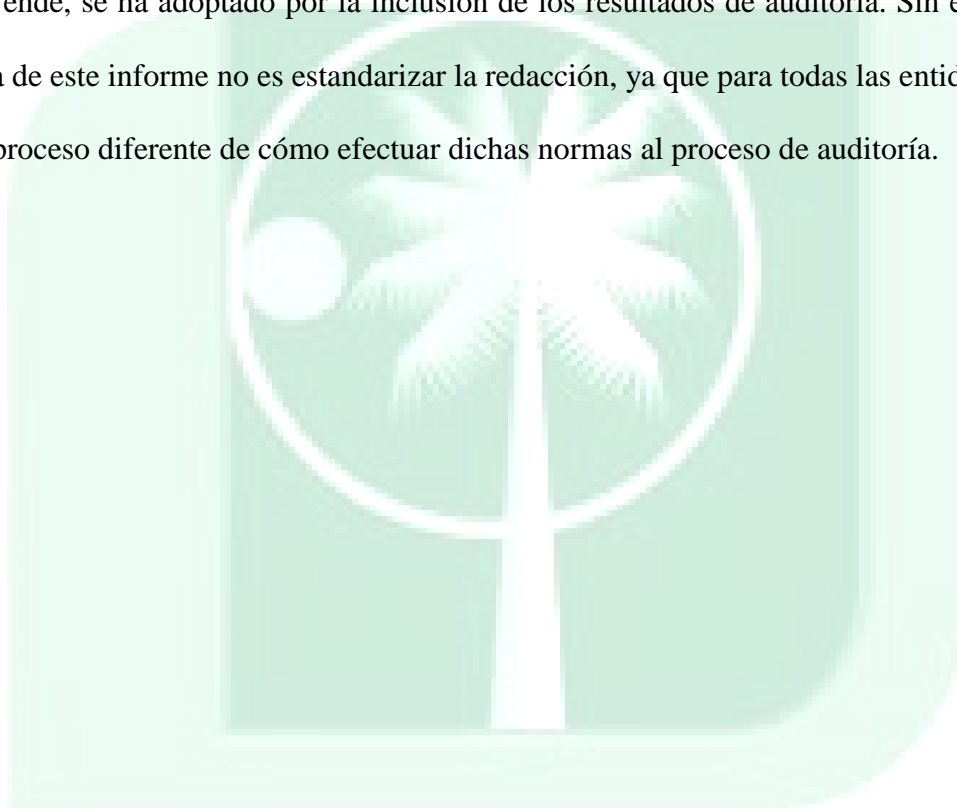 ende, se ha adoptado por la inclusión de los resultados de auditoría. Sin
de este informe no es estandarizar la redacción, ya que para todas las
proceso diferente de cómo efectuar dichas normas al proceso de auditoría.